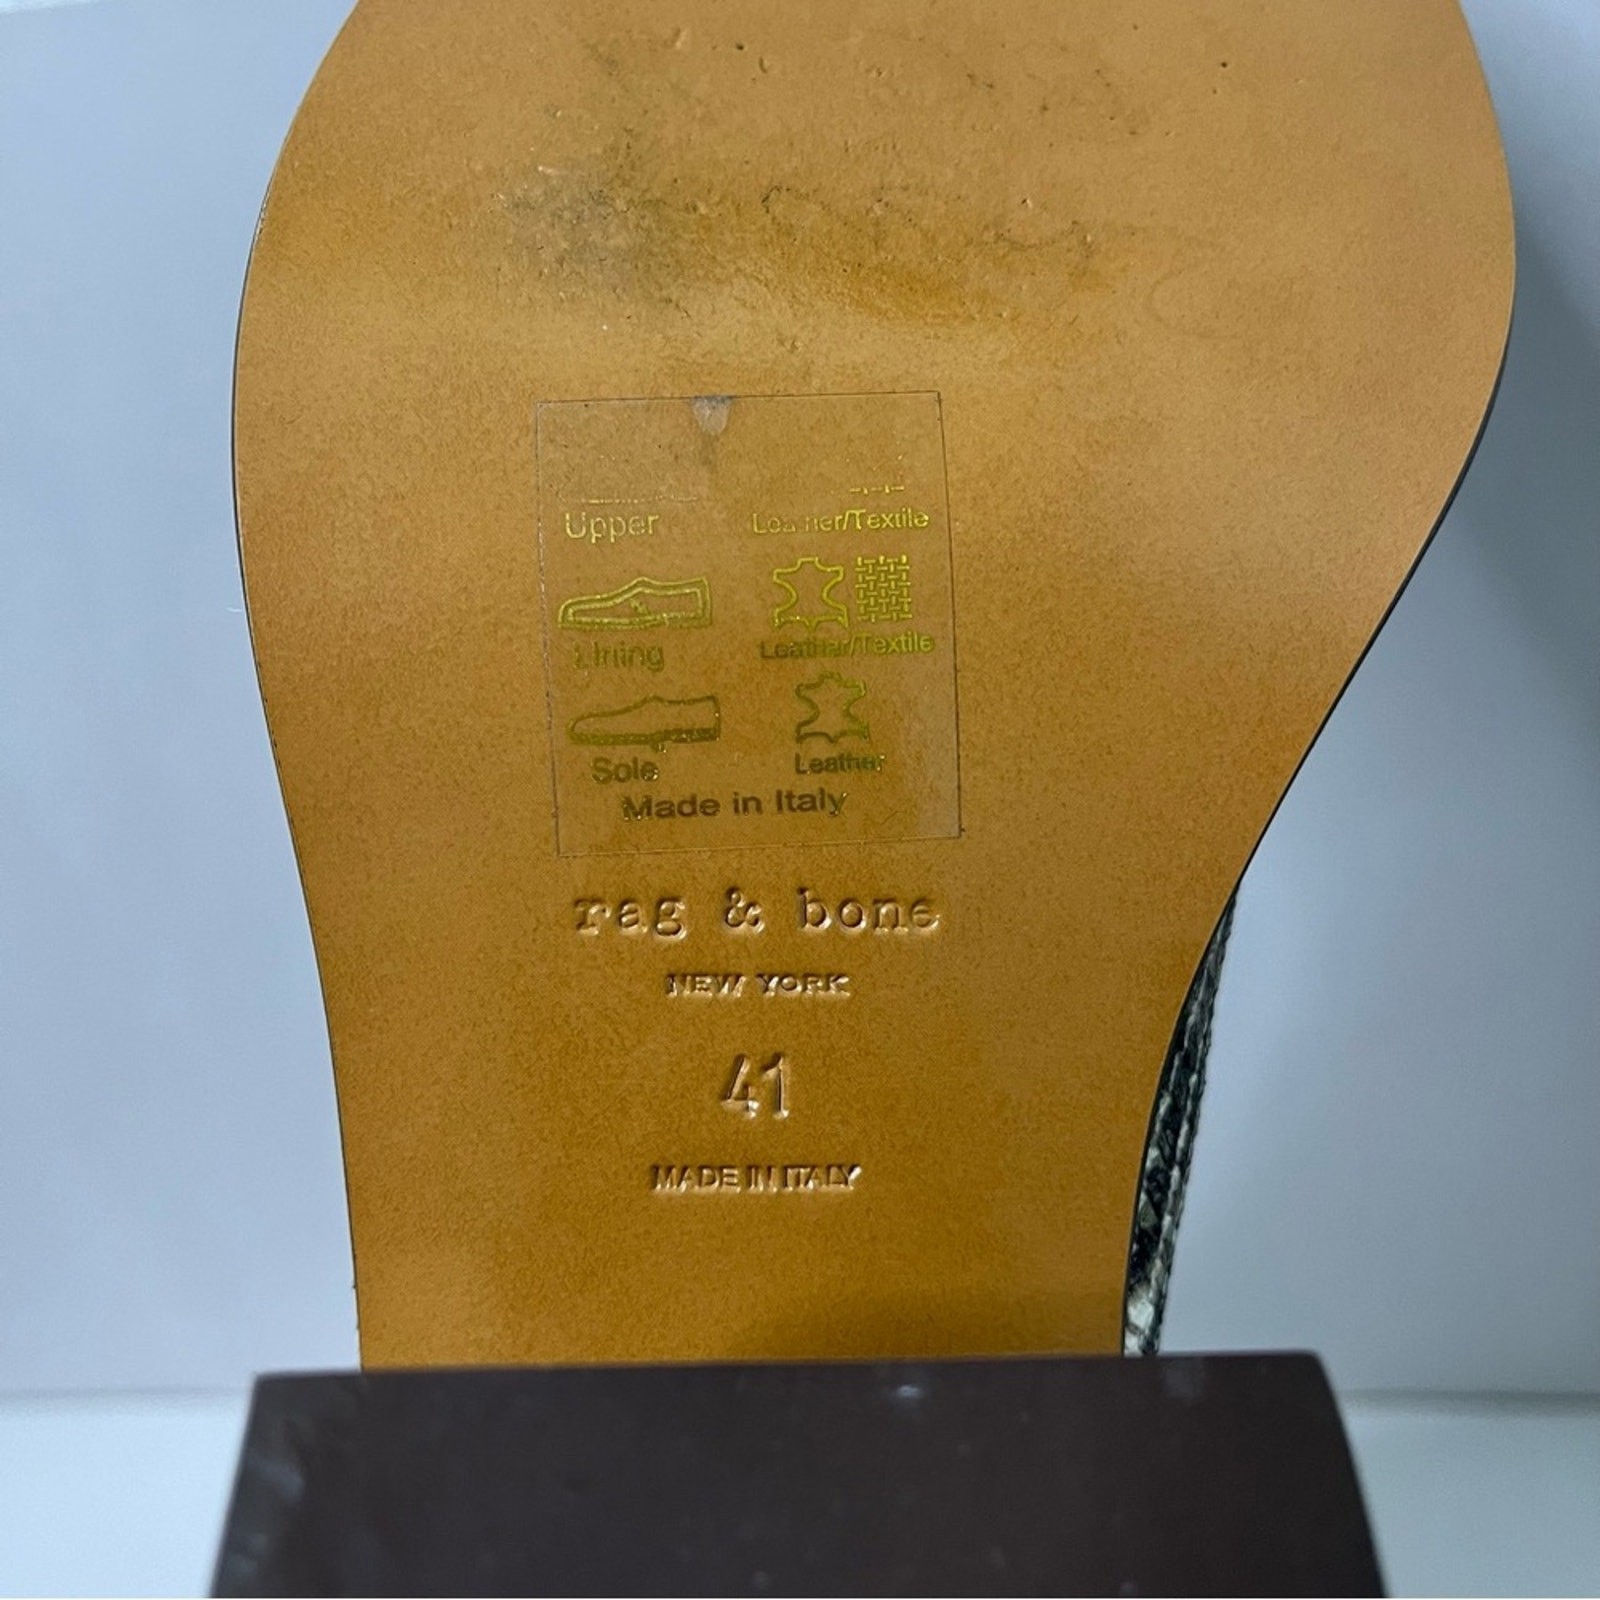 Upper Leather/Textile
Lining Leather/Textile
Sole Leather
Made in Italy
rag & bone
NEW YORK
41
MADE IN ITALY